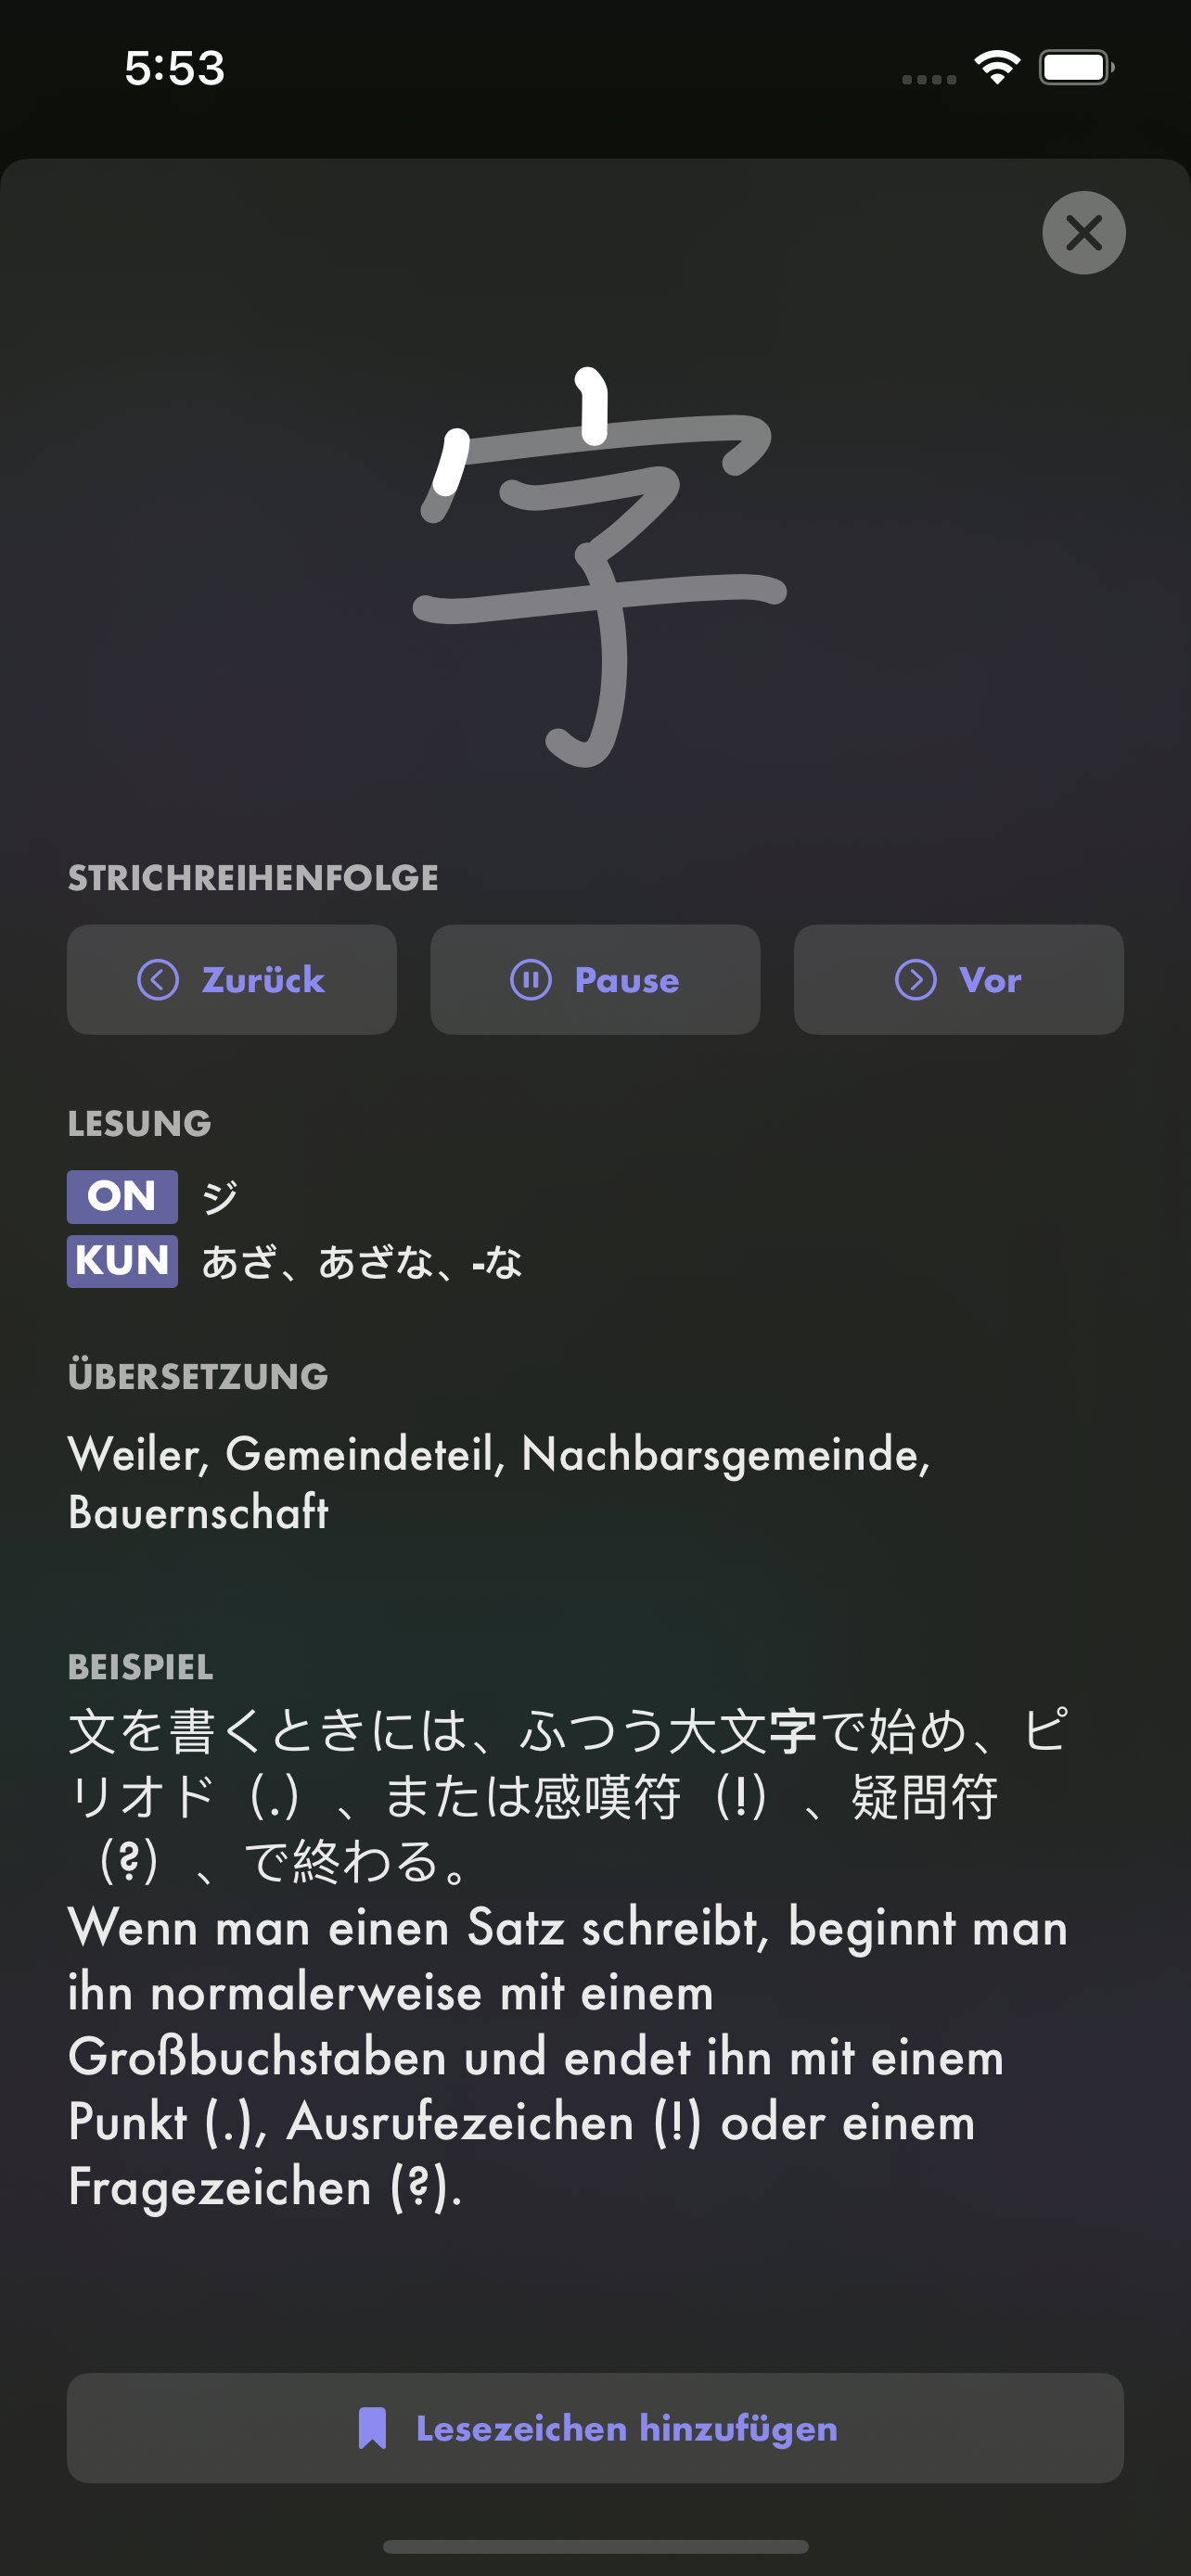 5:53
字
STRICHREIHENFOLGE
Zurück
Pause
Vor
LESUNG
ON ジ
KUN あざ、あざな、-な
ÜBERSETZUNG
Weiler, Gemeindeteil, Nachbarsgemeinde,
Bauernschaft
BEISPIEL
文を書くときには、ふつう大文字で始め、ピ
リオド（.）、または感嘆符（!）、疑問符
（?）、で終わる。
Wenn man einen Satz schreibt, beginnt man
ihn normalerweise mit einem
Großbuchstaben und endet ihn mit einem
Punkt (.), Ausrufezeichen (!) oder einem
Fragezeichen (?).
Lesezeichen hinzufügen